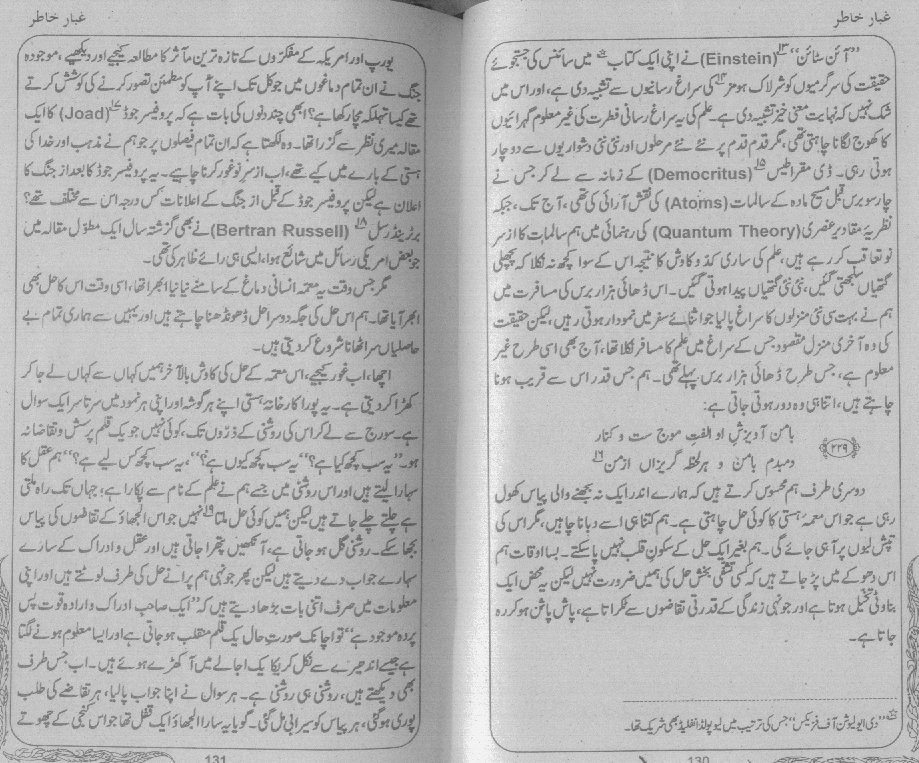 غبار خاطر
”آئن سٹائن“ ۱۳؎ (Einstein) نے اپنی ایک کتاب ☆ میں سائنس کی جستجوئے
حقیقت کی سرگرمیوں کو شرلاک ہومز ۱۴؎ کی سراغ رسانیوں سے تشبیہ دی ہے، اور اس میں
شک نہیں کہ نہایت معنی خیز تشبیہ دی ہے۔ علم کی یہ سراغ رسانی فطرت کی غیر معلوم گہرائیوں
کا کھوج لگانا چاہتی تھی، مگر قدم قدم پر نئے نئے مرحلوں اور نئی نئی دشواریوں سے دوچار
ہوتی رہی۔ ڈی مقراطیس ۱۵؎ (Democritus) کے زمانہ سے لے کر جس نے
چار سو برس قبل مسیح مادہ کے سالمات (Atoms) کی نقش آرائی کی تھی، آج تک، جبکہ
نظریۂ مقادیر عنصری (Quantum Theory) کی رہنمائی میں ہم سالمات کا از سر
نو تعاقب کر رہے ہیں، علم کی ساری کد و کاوش کا نتیجہ اس کے سوا کچھ نہ نکلا کہ پچھلی
گتھیاں سلجھتی گئیں، نئی نئی گتھیاں پیدا ہوتی گئیں۔ اس ڈھائی ہزار برس کی مسافرت میں
ہم نے بہت سی نئی منزلوں کا سراغ پا لیا جو اثنائے سفر میں نمودار ہوتی رہیں، لیکن حقیقت
کی وہ آخری منزل مقصود جس کے سراغ میں علم کا مسافر نکلا تھا، آج بھی اسی طرح غیر
معلوم ہے، جس طرح ڈھائی ہزار برس پہلے تھی۔ ہم جس قدر اس سے قریب ہونا
چاہتے ہیں، اتنا ہی وہ دور ہوتی جاتی ہے:
بامن آویزشِ او الفتِ موج ست و کنار
﴿۲۲۹﴾
دمبدم بامن و ہر لحظہ گریزاں ازمن ۱۶؎
دوسری طرف ہم محسوس کرتے ہیں کہ ہمارے اندر ایک نہ بجھنے والی پیاس کھول
رہی ہے جو اس معمۂ ہستی کا کوئی حل چاہتی ہے۔ ہم کتنا ہی اسے دبانا چاہیں، مگر اس کی
تپش لبوں پر آ ہی جائے گی۔ ہم بغیر ایک حل کے سکونِ قلب نہیں پا سکتے۔ بسا اوقات ہم
اس دھوکے میں پڑ جاتے ہیں کہ کسی تشفی بخش حل کی ہمیں ضرورت نہیں لیکن یہ محض ایک
بناوٹی تخیل ہوتا ہے اور جونہی زندگی کے قدرتی تقاضوں سے ٹکراتا ہے، پاش پاش ہو کر رہ
جاتا ہے۔
☆ ”دی ایولیوشن آف فزیکس“ جس کی ترتیب میں لیوپولڈ انفلیڈ بھی شریک تھا۔
130
غبار خاطر
یورپ اور امریکہ کے مفکروں کے تازہ ترین مآثر کا مطالعہ کیجیے اور دیکھیے، موجودہ
جنگ نے ان تمام دماغوں میں جو کل تک اپنے آپ کو مطمئن تصور کرنے کی کوشش کرتے
تھے کیسا تہلکہ مچا رکھا ہے؟ ابھی چند دنوں کی بات ہے کہ پروفیسر جوڈ ۱۷؎ (Joad) کا ایک
مقالہ میری نظر سے گزرا تھا۔ وہ لکھتا ہے کہ ان تمام فیصلوں پر جو ہم نے مذہب اور خدا کی
ہستی کے بارے میں کیے تھے، اب از سرِ نو غور کرنا چاہیے۔ یہ پروفیسر جوڈ کا بعد از جنگ کا
اعلان ہے لیکن پروفیسر جوڈ کے قبل از جنگ کے اعلانات کس درجہ اس سے مختلف تھے؟
برٹرینڈ رسل ۱۸؎ (Bertran Russell) نے بھی گزشتہ سال ایک مطول مقالہ میں
جو بعض امریکی رسائل میں شائع ہوا، ایسی ہی رائے ظاہر کی تھی۔
مگر جس وقت یہ معمہ انسانی دماغ کے سامنے نیا نیا ابھرا تھا، اسی وقت اس کا حل بھی
ابھر آیا تھا۔ ہم اس حل کی جگہ دوسرا حل ڈھونڈھنا چاہتے ہیں اور یہیں سے ہماری تمام بے
حاصلیاں سر اٹھانا شروع کر دیتی ہیں۔
اچھا، اب غور کیجیے، اس معمہ کے حل کی کاوش بالآخر ہمیں کہاں سے کہاں لے جا کر
کھڑا کر دیتی ہے۔ یہ پورا کارخانۂ ہستی اپنے ہر گوشہ اور اپنی ہر نمود میں سرتاسر ایک سوال
ہے۔ سورج سے لے کر اس کی روشنی کے ذروں تک، کوئی نہیں جو یک قلم پرسش و تقاضا نہ
ہو۔ ”یہ سب کچھ کیا ہے؟“ ”یہ سب کچھ کیوں ہے؟“، ”یہ سب کچھ کس لیے ہے؟“ ہم عقل کا
سہارا لیتے ہیں اور اس روشنی میں جسے ہم نے علم کے نام سے پکارا ہے؛ جہاں تک راہ ملتی
ہے چلتے چلے جاتے ہیں لیکن ہمیں کوئی حل ملتا ۱۹؎ نہیں جو اس الجھاؤ کے تقاضوں کی پیاس
بجھا سکے۔ روشنی گل ہو جاتی ہے، آنکھیں پتھرا جاتی ہیں اور عقل و ادراک کے سارے
سہارے جواب دے دیتے ہیں لیکن پھر جونہی ہم پرانے حل کی طرف لوٹتے ہیں اور اپنی
معلومات میں صرف اتنی بات بڑھا دیتے ہیں کہ ”ایک صاحبِ ادراک و ارادہ قوت پس
پردہ موجود ہے“ تو اچانک صورتِ حال یک قلم منقلب ہو جاتی ہے اور ایسا معلوم ہونے لگتا
ہے جیسے اندھیرے سے نکل کر یکایک اجالے میں آ کھڑے ہوئے ہیں۔ اب جس طرف
بھی دیکھتے ہیں، روشنی ہی روشنی ہے۔ ہر سوال نے اپنا جواب پا لیا، ہر تقاضے کی طلب
پوری ہو گئی، ہر پیاس کو سیرابی مل گئی۔ گویا یہ سارا الجھاؤ ایک قفل تھا جو اس کنجی کے چھوتے
131